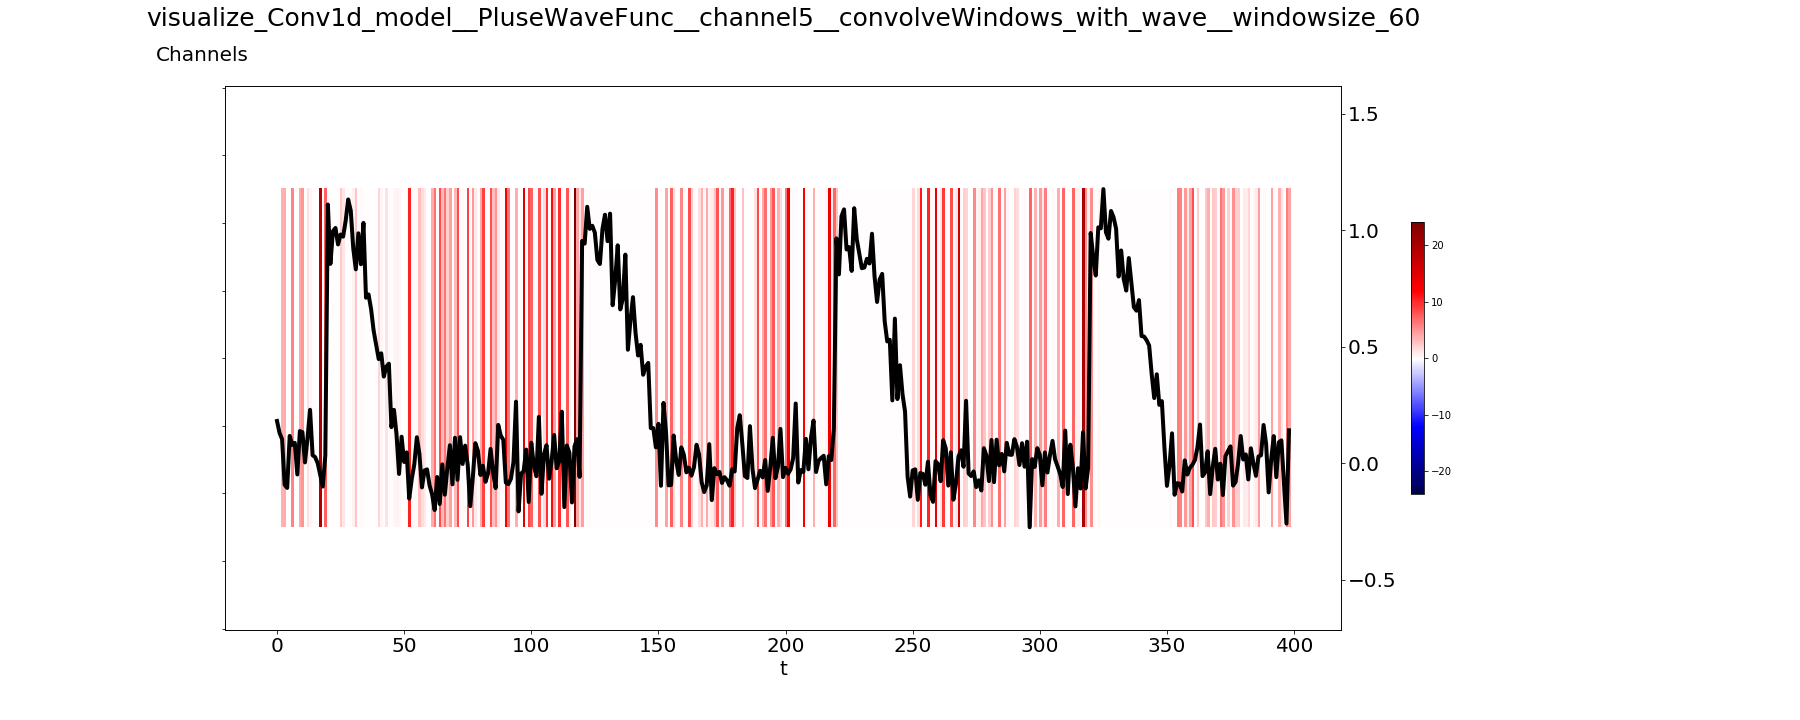 visualize_Conv1d_model__PluseWaveFunc__channel5__convolveWindows_with_wave__windowsize_60
Channels
1.5
1.0
0.5
0.0
−0.5
20
10
0
−10
−20
0 50 100 150 200 250 300 350 400
t